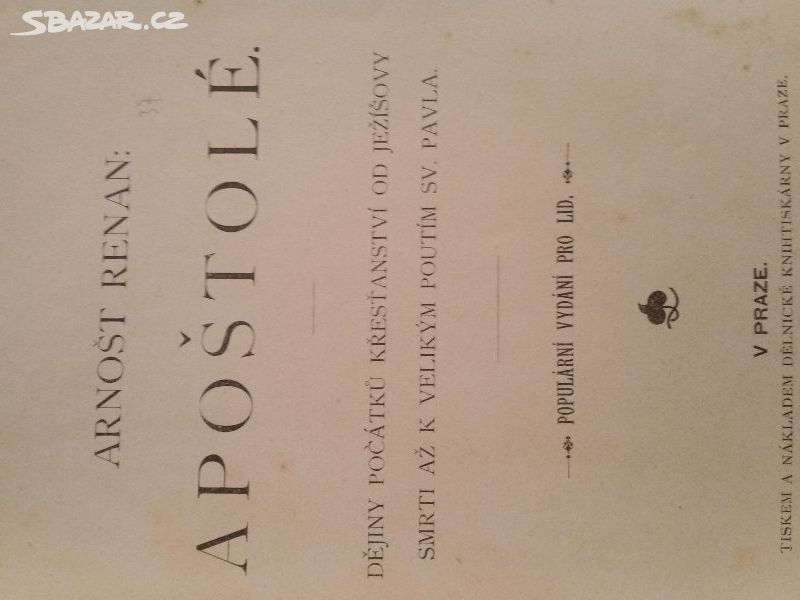 SBAZAR.CZ
37
ARNOŠT RENAN:
APOŠTOLÉ.
DĚJINY POČÁTKŮ KŘESŤANSTVÍ OD JEŽÍŠOVY
SMRTI AŽ K VELIKÝM POUTÍM SV. PAVLA.
POPULÁRNÍ VYDÁNÍ PRO LID.
V PRAZE.
TISKEM A NÁKLADEM DĚLNICKÉ KNIHTISKÁRNY V PRAZE.